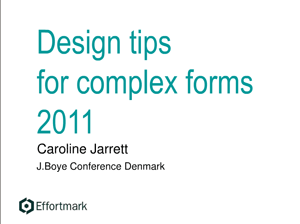 Design tips
for complex forms
2011
Caroline Jarrett
J.Boye Conference Denmark
Effortmark